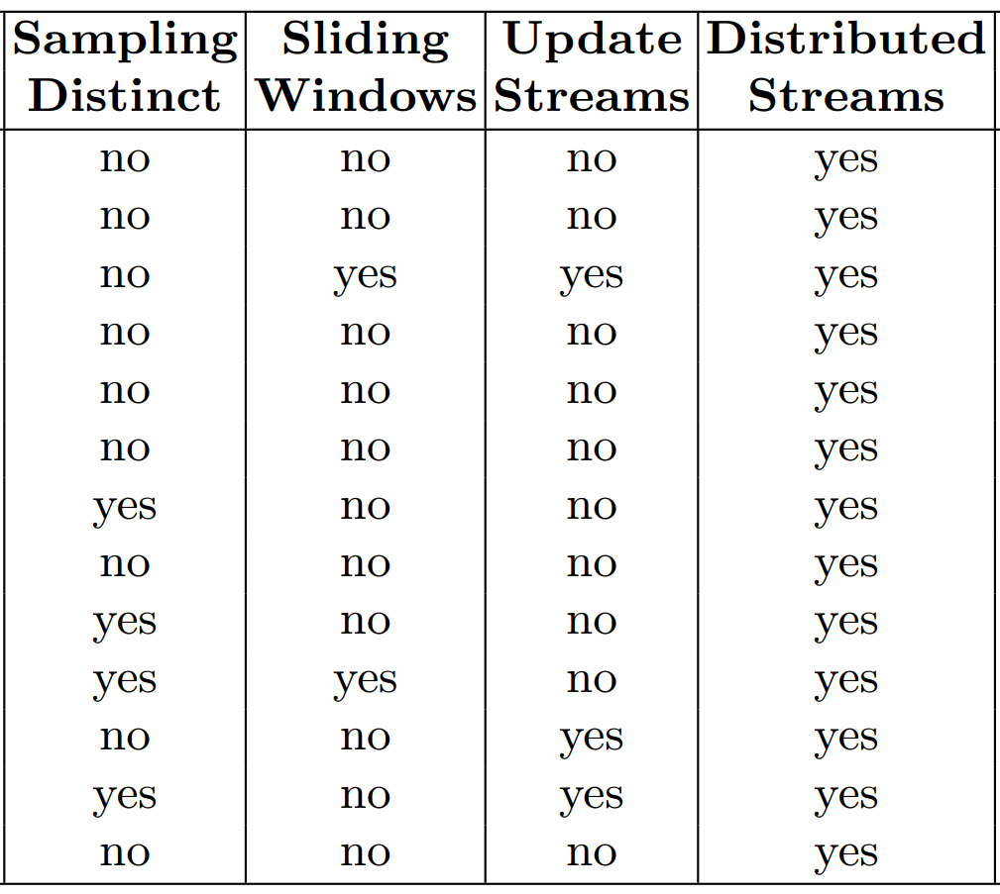 Sampling Sliding Update Distributed
Distinct Windows Streams Streams
no no no yes
no no no yes
no yes yes yes
no no no yes
no no no yes
no no no yes
yes no no yes
no no no yes
yes no no yes
yes yes no yes
no no yes yes
yes no yes yes
no no no yes